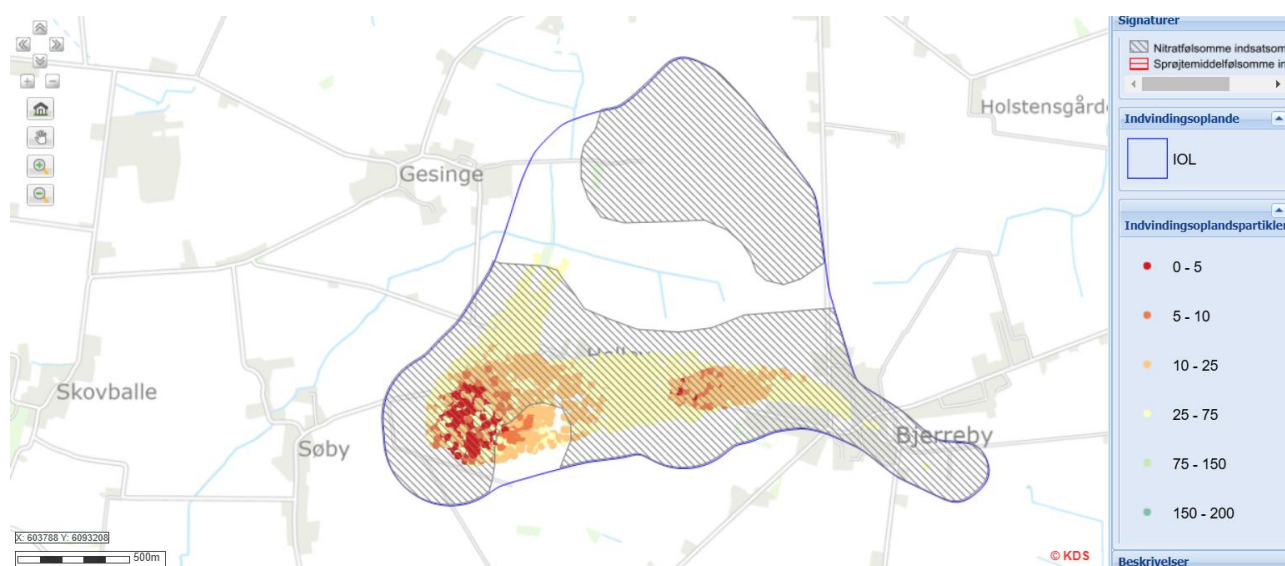 Signaturer
Nitratfølsomme indsatsom
Sprøjtemiddelfølsomme in
Holstensgård
Indvindingsoplande
IOL
Gesinge
Indvindingsoplandspartikler
0 - 5
5 - 10
10 - 25
Skovballe
25 - 75
Søby
Bjerreby
75 - 150
150 - 200
X: 603788 Y: 6093208
500m
© KDS
Beskrivelser